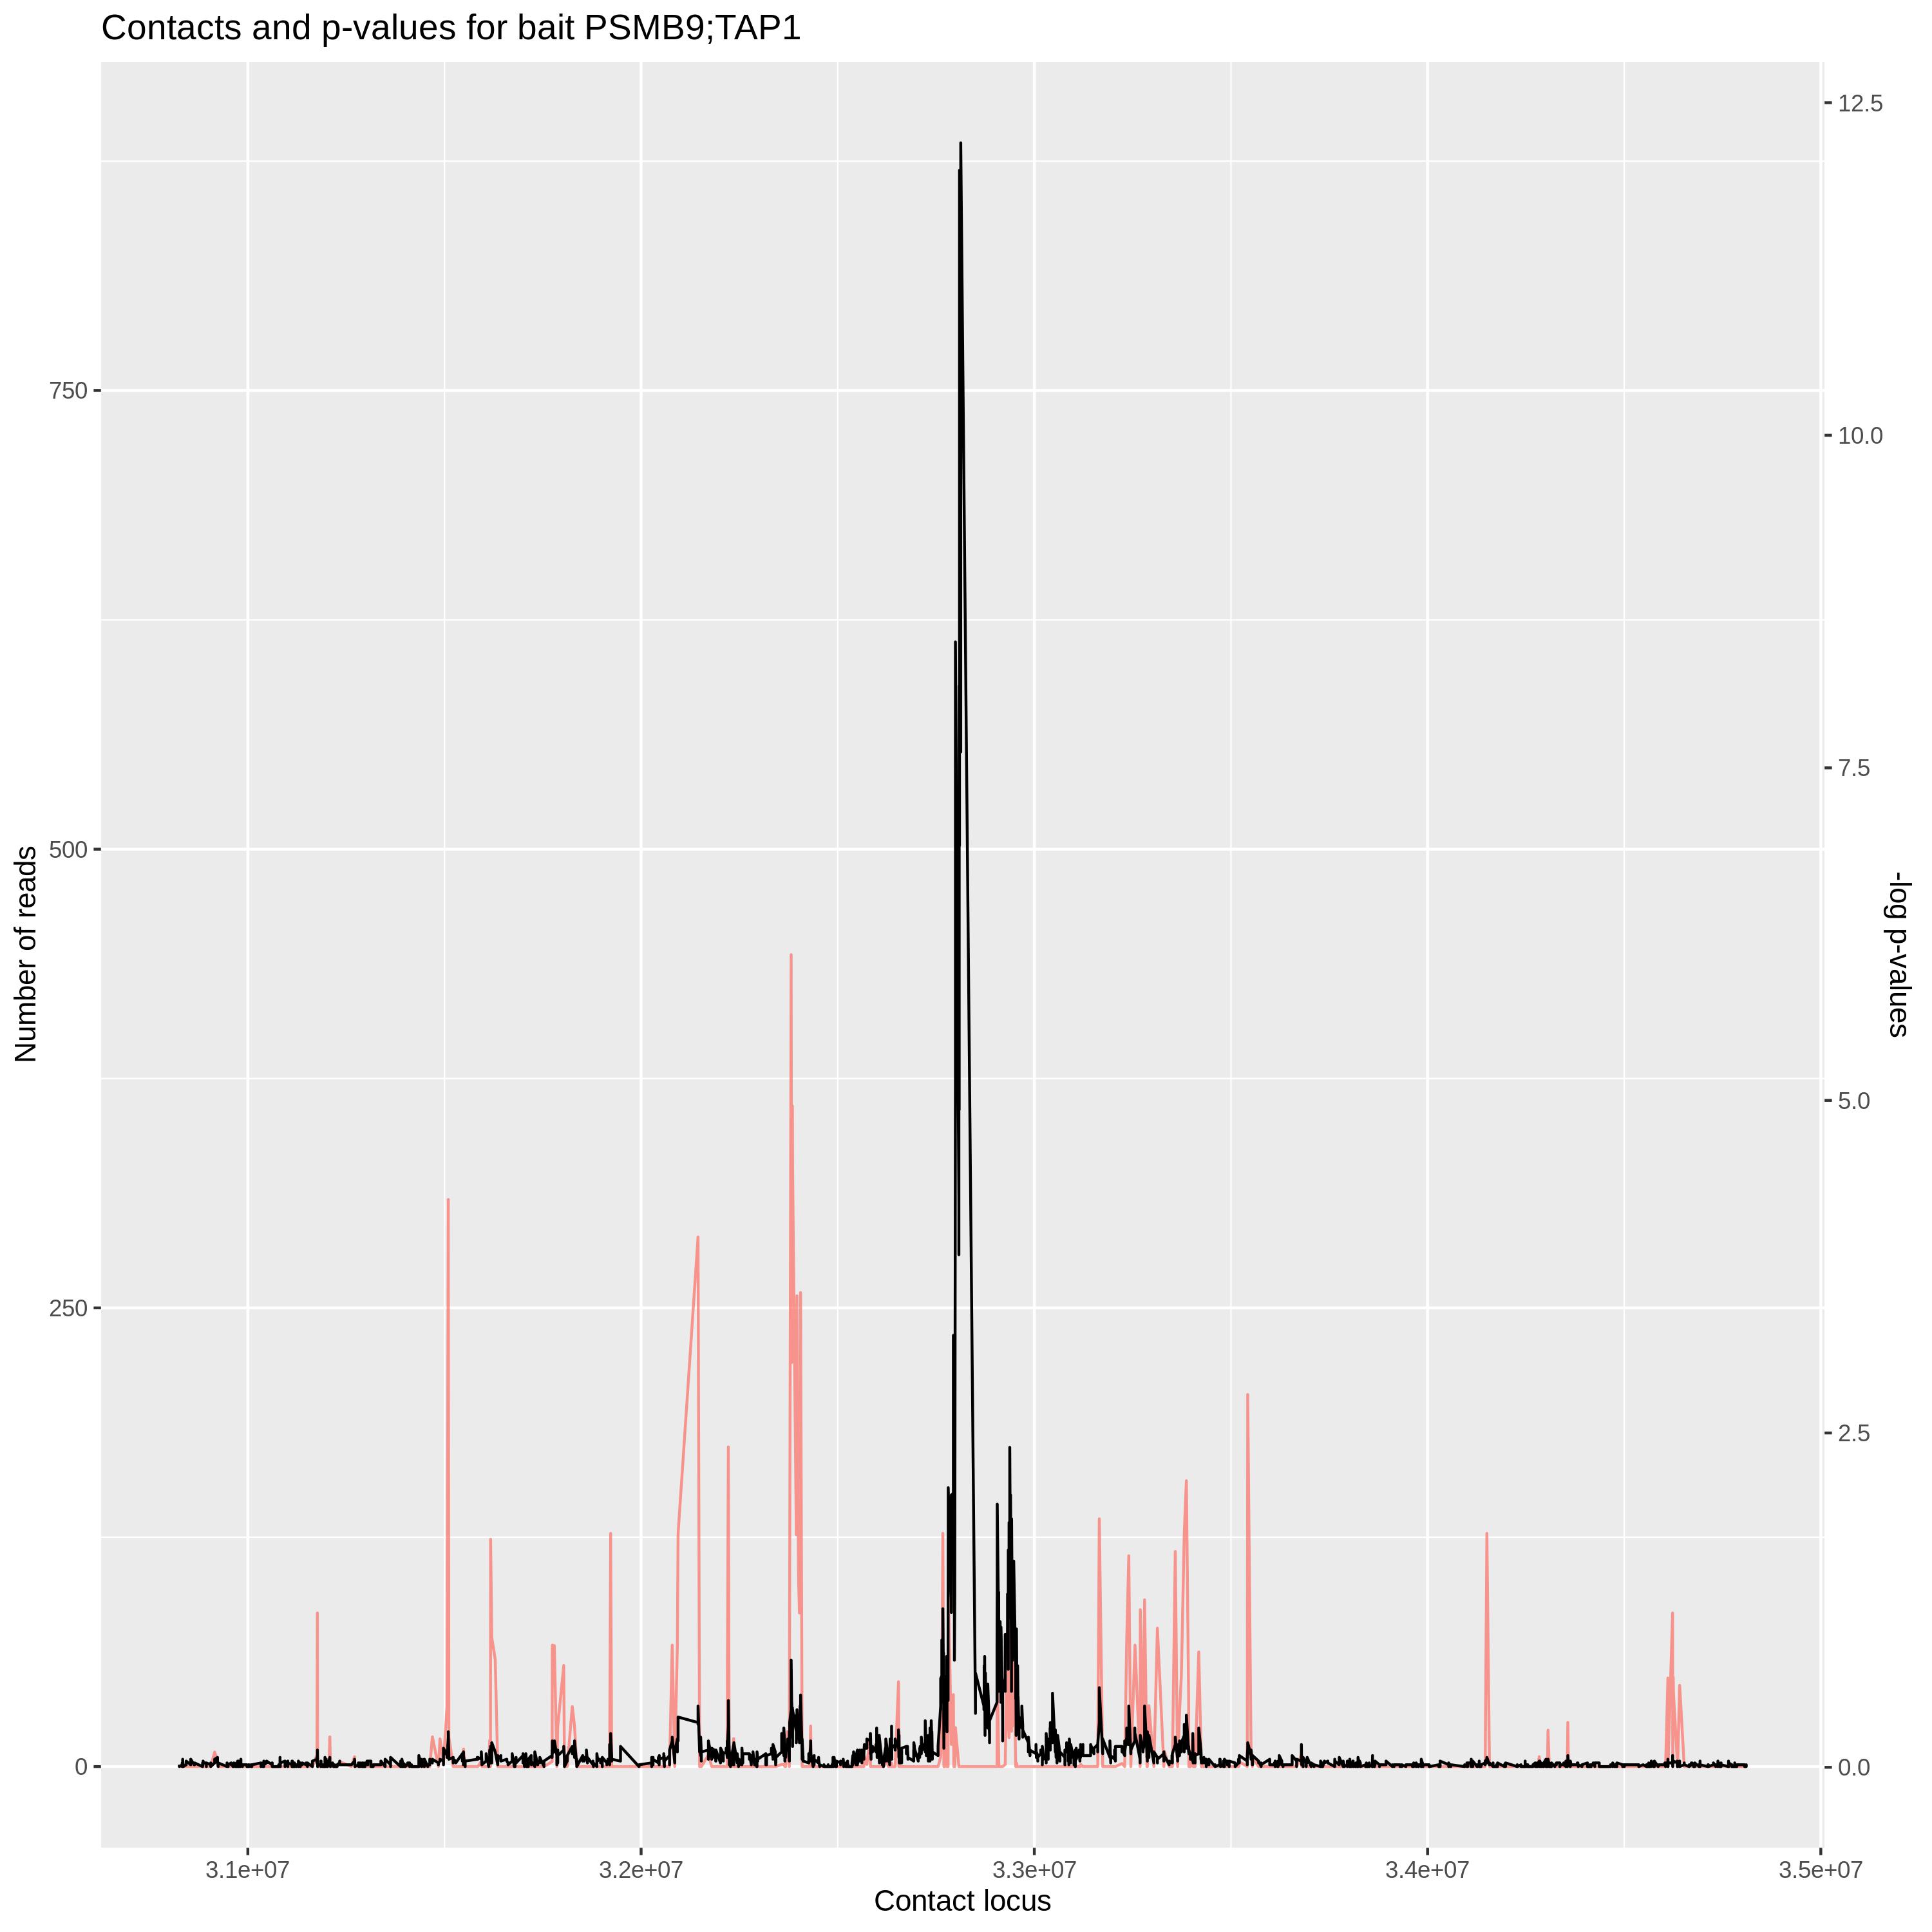 Contacts and p-values for bait PSMB9;TAP1
12.5
10.0
750
7.5
500
Number of reads
-log p-values
5.0
250
2.5
0
0.0
3.1e+07
3.2e+07
3.3e+07
3.4e+07
3.5e+07
Contact locus